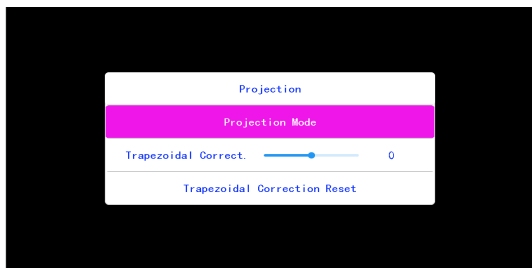 Projection
Projection Mode
Trapezoidal Correct. 0
Trapezoidal Correction Reset